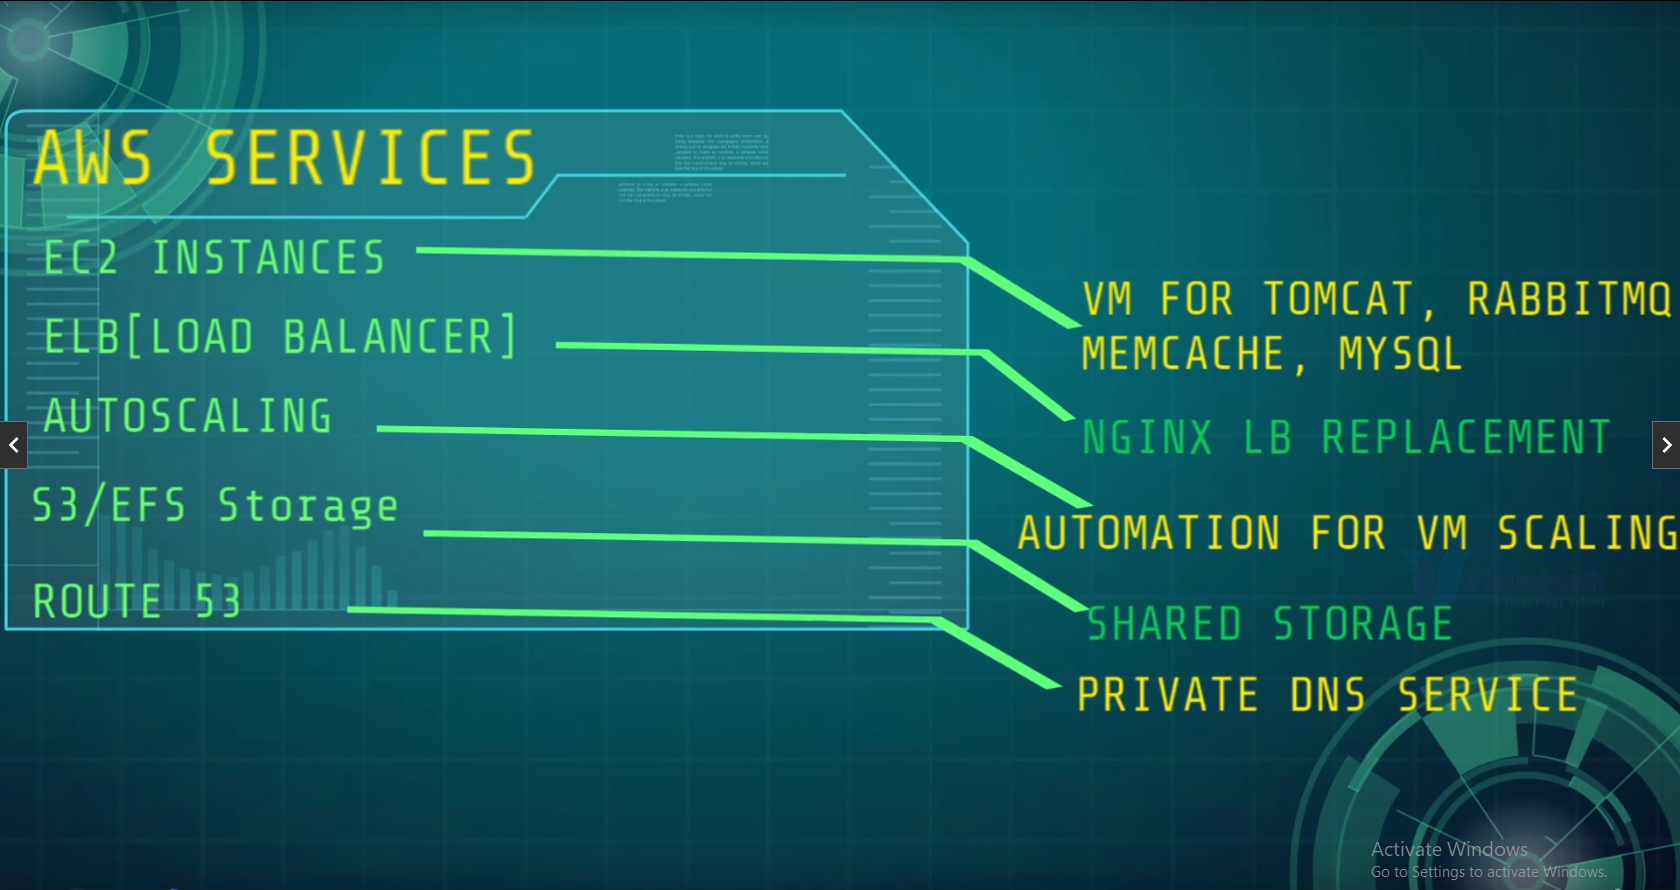 AWS SERVICES
EC2 INSTANCES
VM FOR TOMCAT, RABBITMQ
MEMCACHE, MYSQL
ELB[LOAD BALANCER]
NGINX LB REPLACEMENT
AUTOSCALING
AUTOMATION FOR VM SCALING
S3/EFS Storage
SHARED STORAGE
ROUTE 53
PRIVATE DNS SERVICE
Activate Windows
Go to Settings to activate Windows.